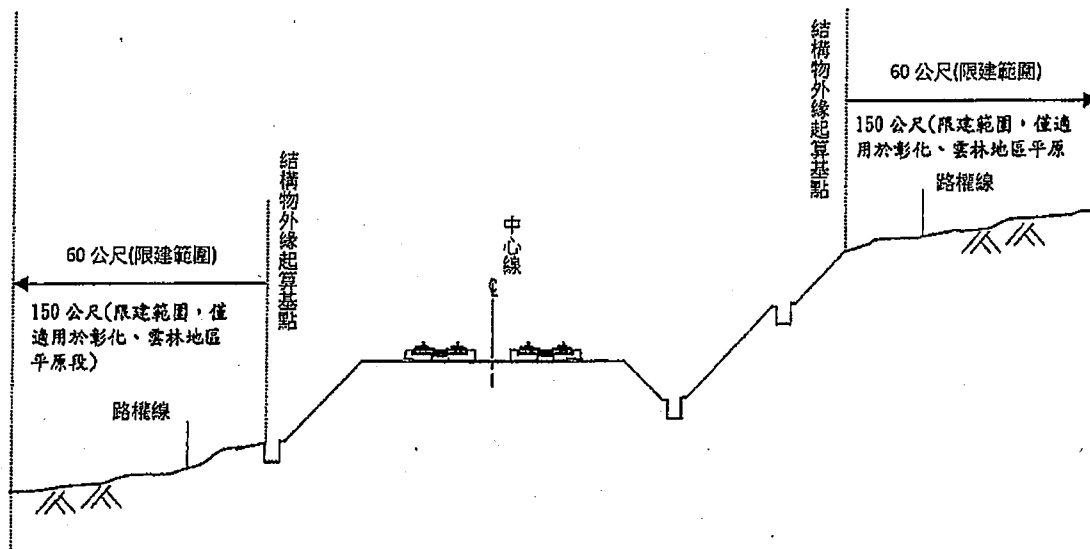 結構物外緣起算基點
60 公尺(限建範圍)
150 公尺(限建範圍，僅適
用於彰化、雲林地區平原
路權線
結構物外緣起算基點
中心線
℄
60 公尺(限建範圍)
150 公尺(限建範圍，僅
適用於彰化、雲林地區
平原段)
路權線